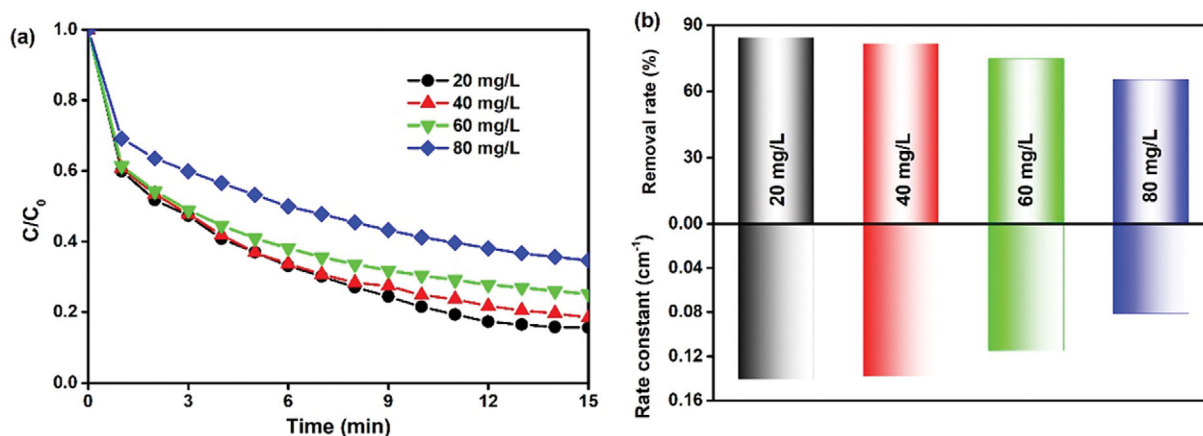 (a)
C/C0
1.0
0.8
0.6
0.4
0.2
0.0
0
3
6
9
12
15
Time (min)
20 mg/L
40 mg/L
60 mg/L
80 mg/L
(b)
Removal rate (%)
90
60
30
0.00
Rate constant (cm⁻¹)
0.04
0.08
0.12
0.16
20 mg/L
40 mg/L
60 mg/L
80 mg/L